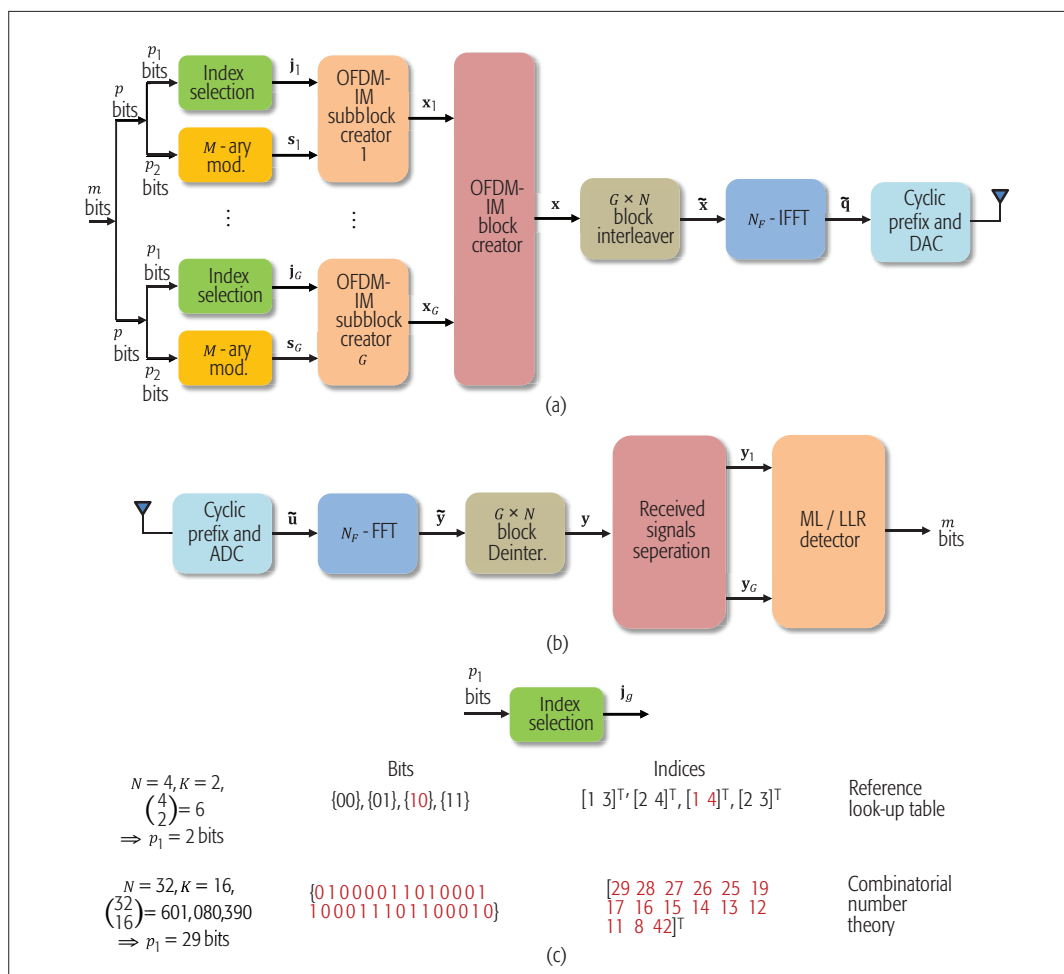 p1
bits
Index
selection
j1
p
bits
p2
bits
M - ary
mod.
s1
OFDM-
IM
subblock
creator
1
x1
m
bits
⋮
⋮
p1
bits
Index
selection
jG
p
bits
p2
bits
M - ary
mod.
sG
OFDM-
IM
subblock
creator
G
xG
OFDM-
IM
block
creator
x
G × N
block
interleaver
x̃
NF - IFFT
q̃
Cyclic
prefix and
DAC
(a)
Cyclic
prefix and
ADC
ũ
NF - FFT
ỹ
G × N
block
Deinter.
y
Received
signals
seperation
y1
yG
ML / LLR
detector
m
bits
(b)
p1
bits
Index
selection
jg
Bits
Indices
N = 4, K = 2,
(4 2) = 6
⇒ p1 = 2 bits
{00}, {01}, {10}, {11}
[1 3]T, [2 4]T, [1 4]T, [2 3]T
Reference
look-up table
N = 32, K = 16,
(32 16) = 601,080,390
⇒ p1 = 29 bits
{01000011010001
100011101100010}
[29 28 27 26 25 19
17 16 15 14 13 12
11 8 42]T
Combinatorial
number
theory
(c)